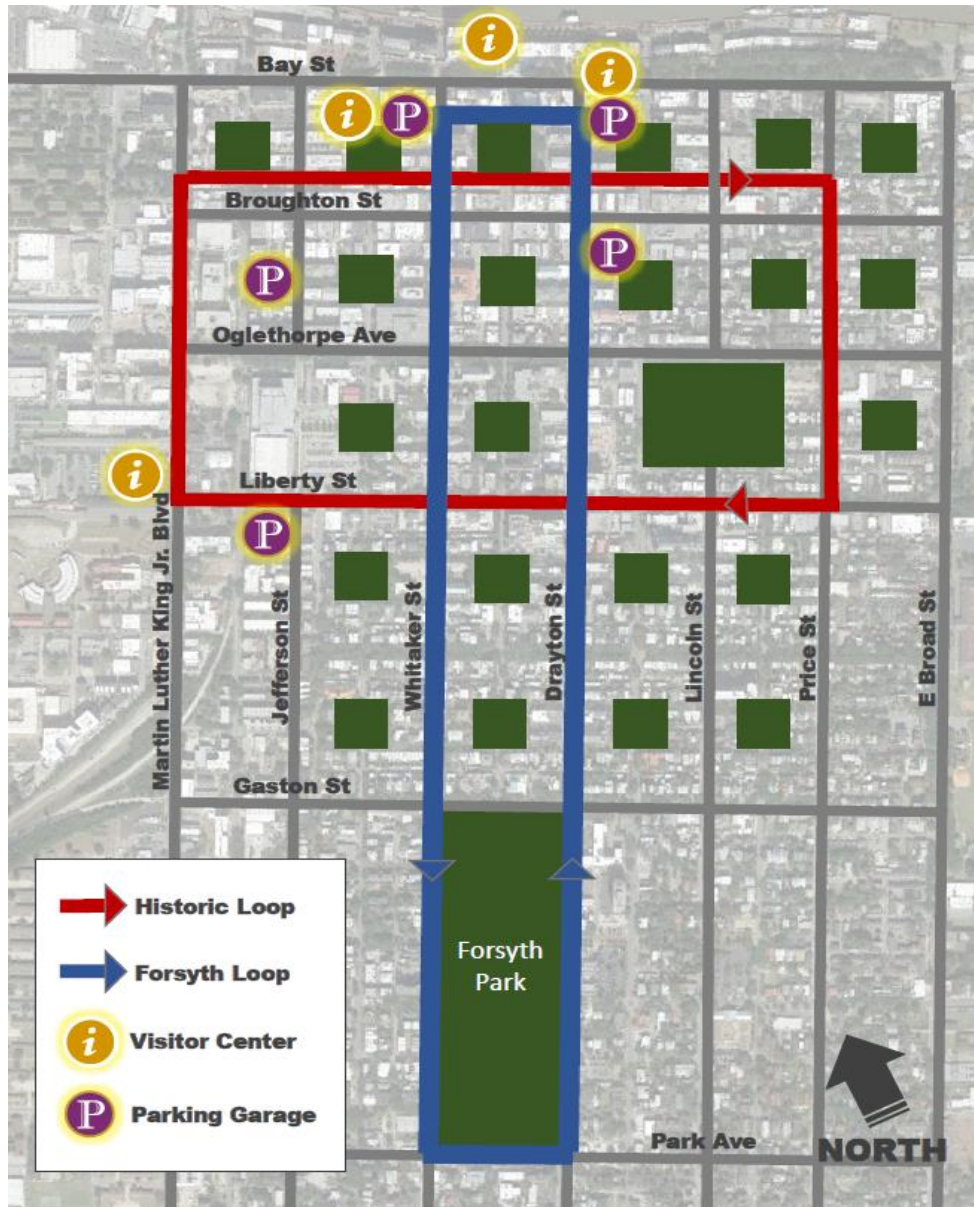 i
Bay St
i
i
P
P
Broughton St
P
P
Oglethorpe Ave
i
Liberty St
P
Martin Luther King Jr. Blvd
Jefferson St
Whitaker St
Drayton St
Lincoln St
Price St
E Broad St
Gaston St
Forsyth
Park
Historic Loop
Forsyth Loop
i Visitor Center
P Parking Garage
Park Ave
NORTH